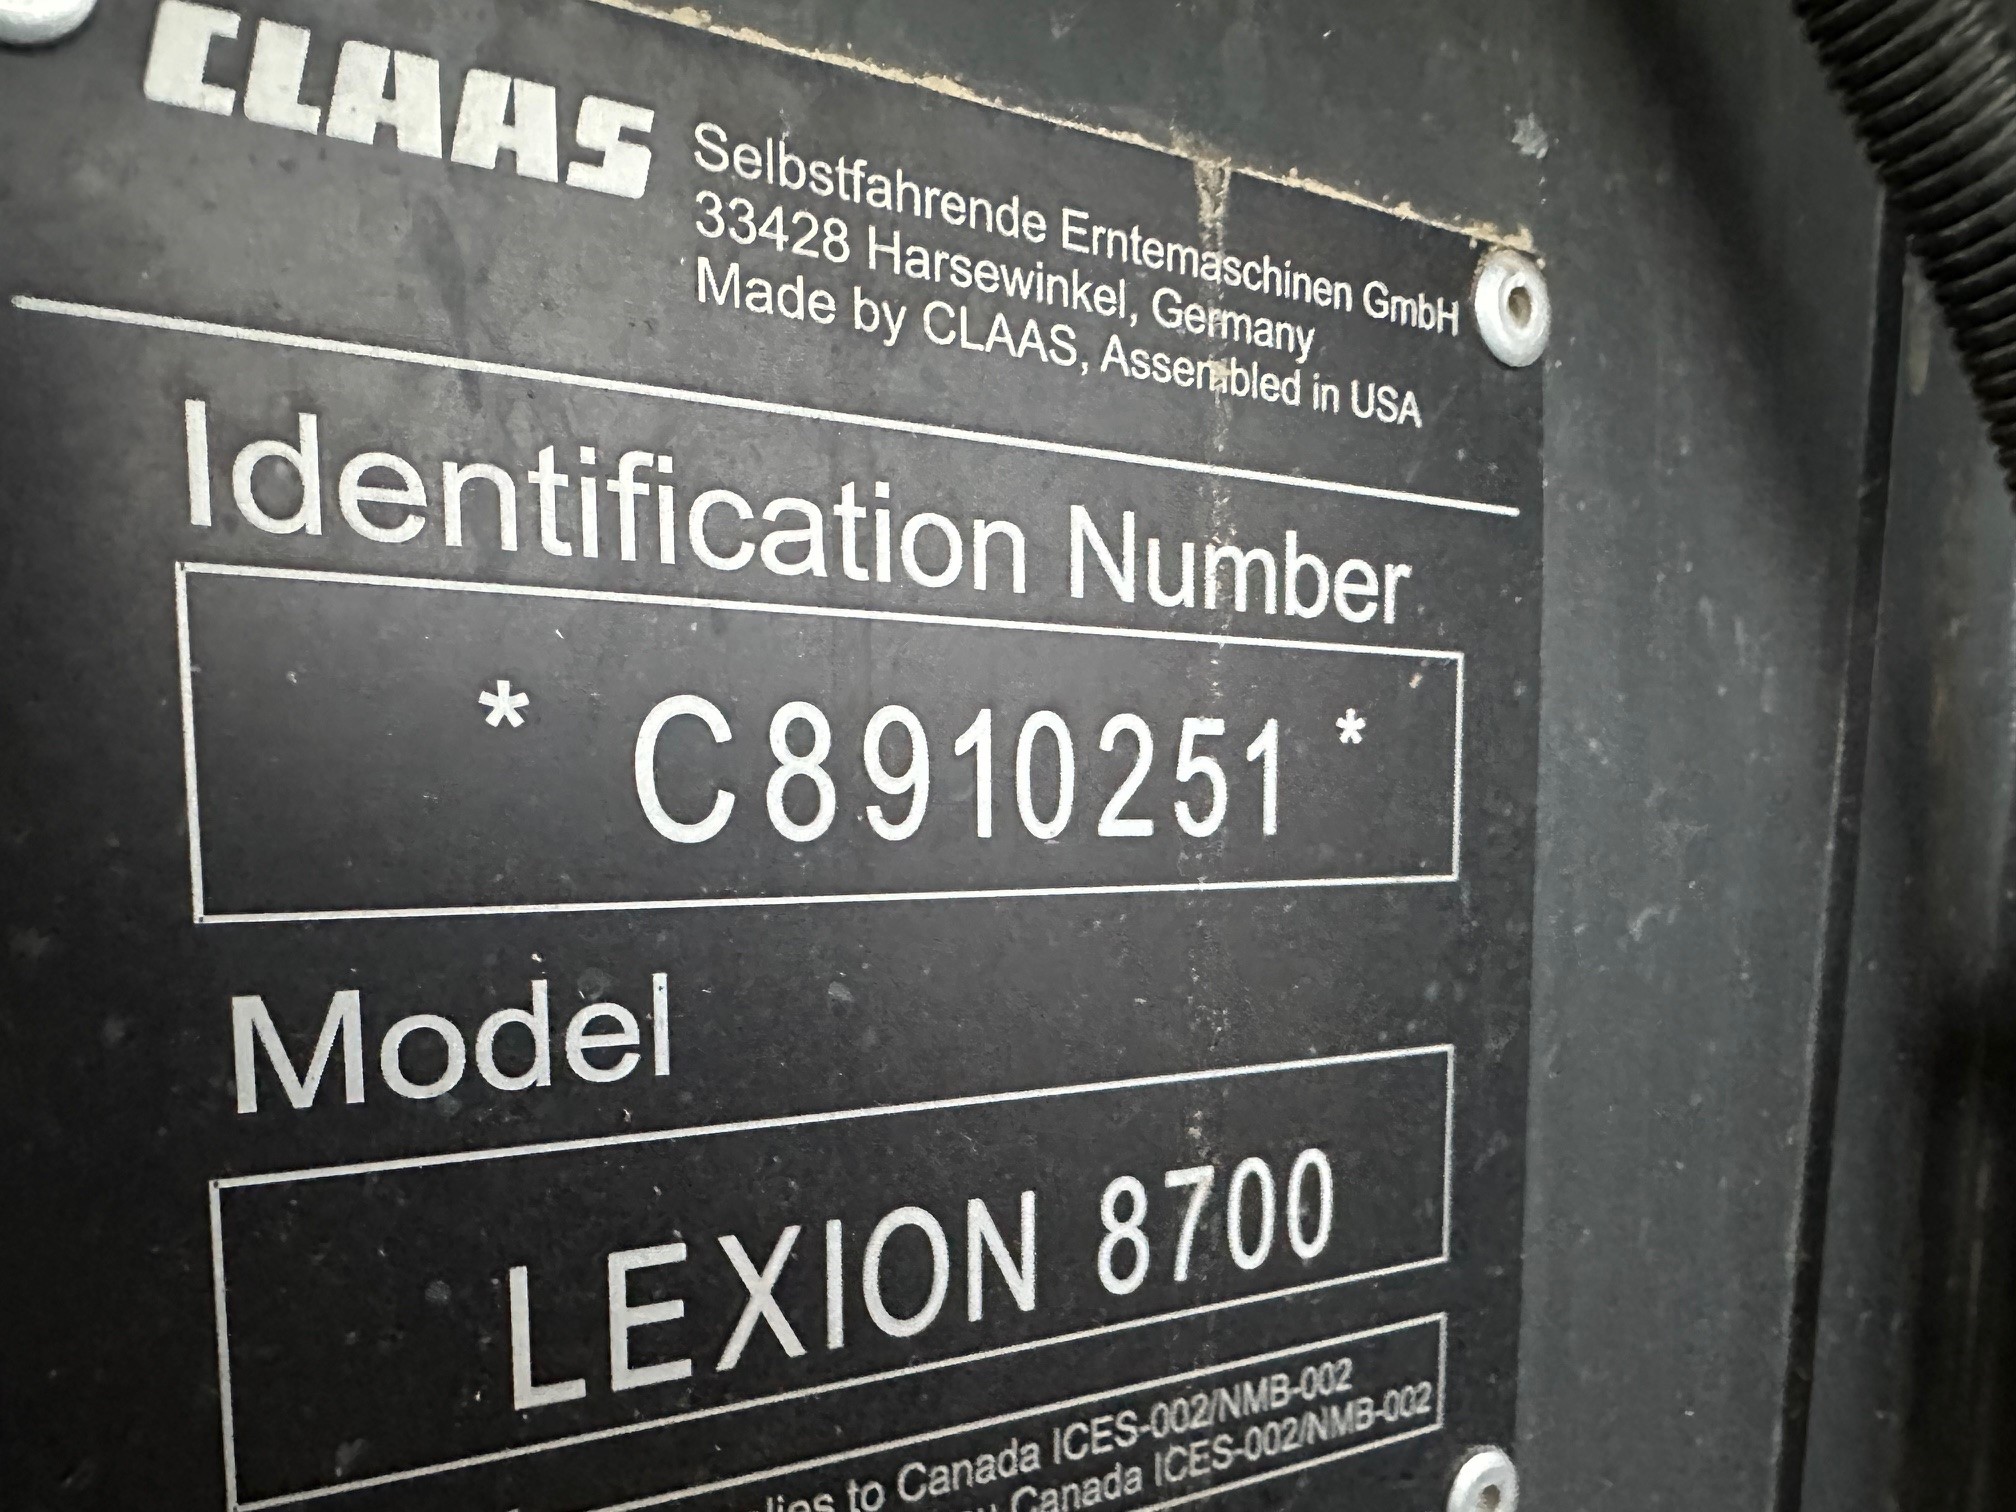 CLAAS
Selbstfahrende Erntemaschinen GmbH
33428 Harsewinkel, Germany
Made by CLAAS, Assembled in USA
Identification Number
* C8910251 *
Model
LEXION 8700
to Canada ICES-002/NMB-002
Canada ICES-002/NMB-002